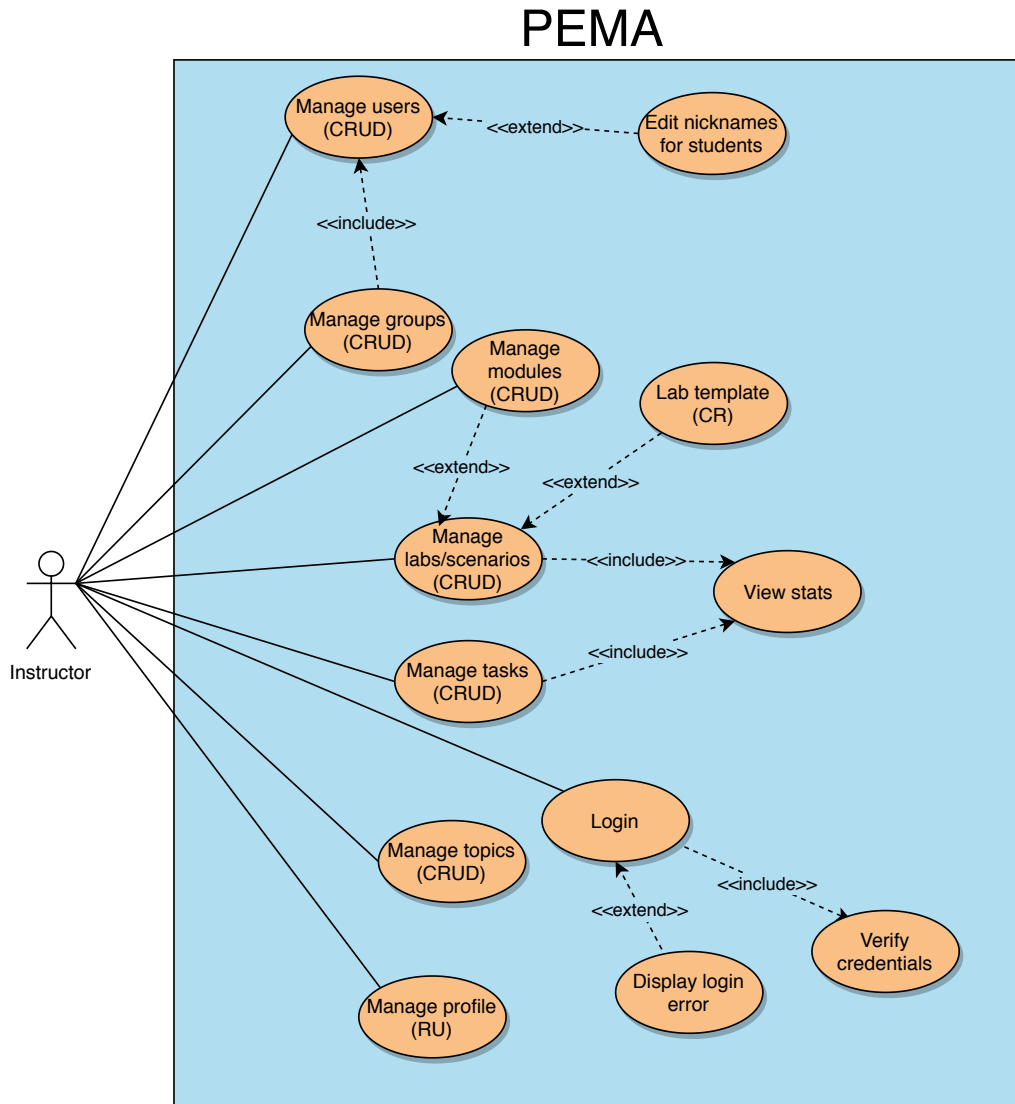 PEMA
Manage users
(CRUD)
<<extend>>
Edit nicknames
for students
<<include>>
Manage groups
(CRUD)
Manage
modules
(CRUD)
Lab template
(CR)
<<extend>>
<<extend>>
Manage
labs/scenarios
(CRUD)
<<include>>
View stats
Instructor
Manage tasks
(CRUD)
<<include>>
Login
Manage topics
(CRUD)
<<include>>
<<extend>>
Verify
credentials
Display login
error
Manage profile
(RU)